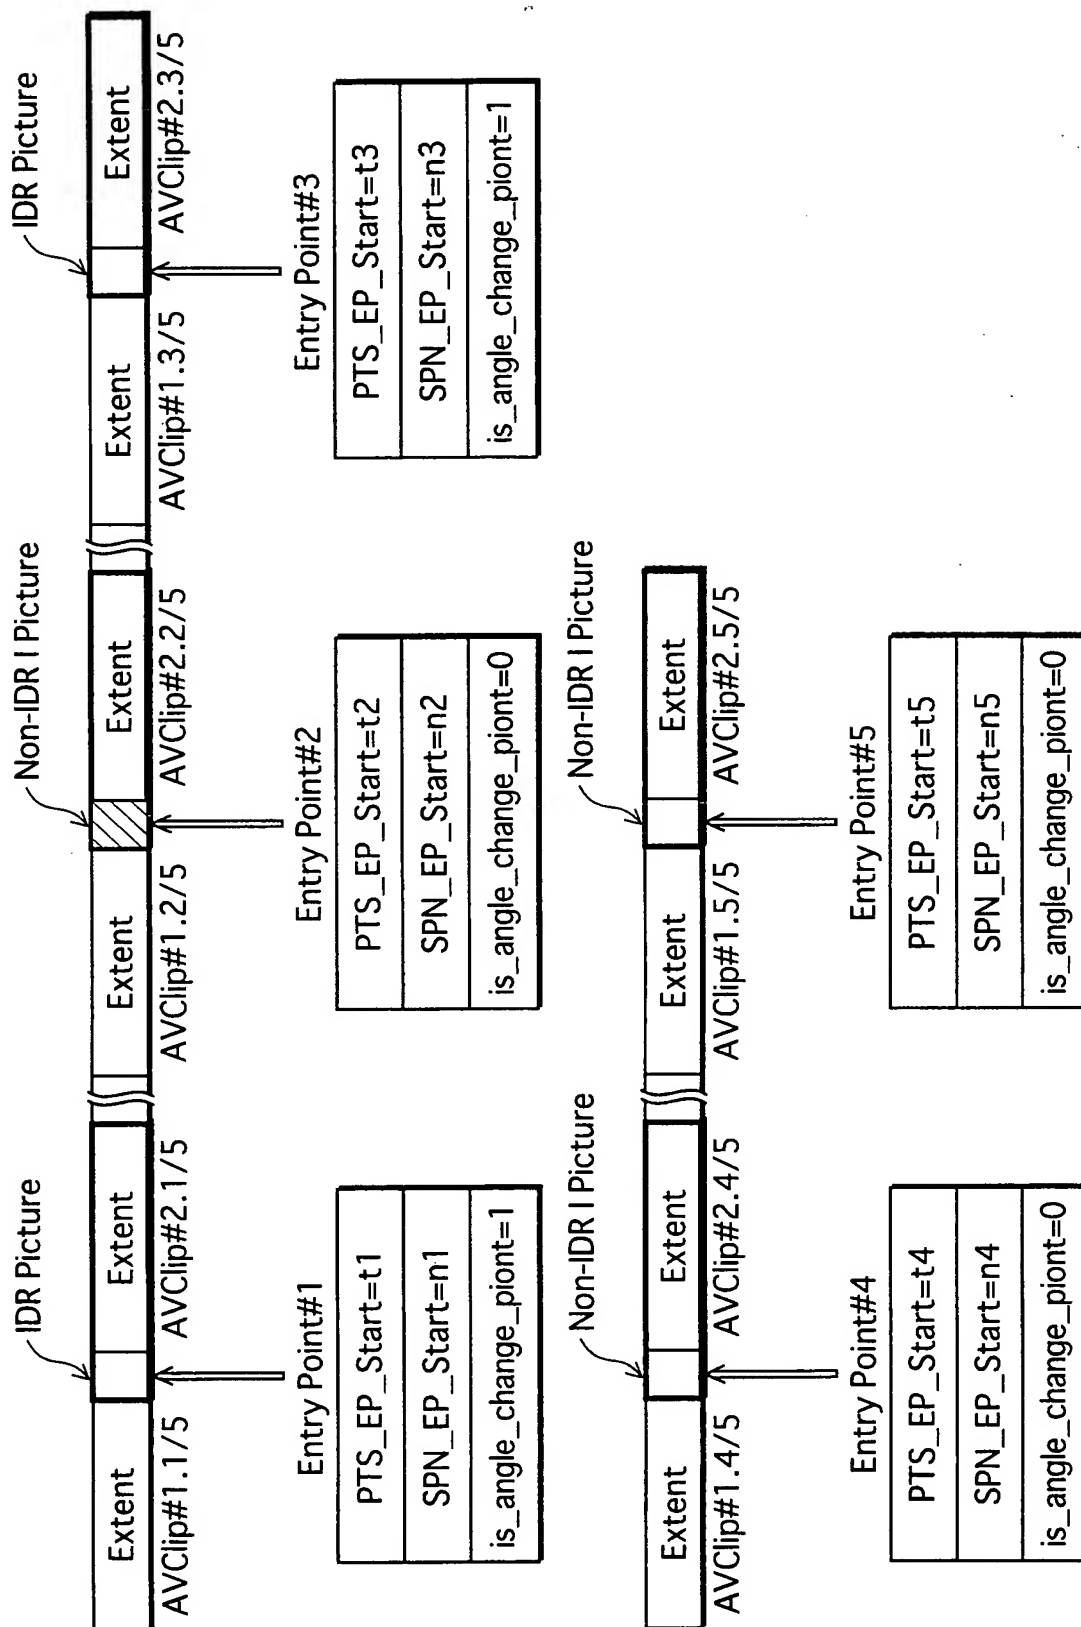 IDR Picture
Non-IDR I Picture
IDR Picture
Extent
Extent
Extent
Extent
Extent
Extent
AVClip#1.1/5
AVClip#2.1/5
AVClip#1.2/5
AVClip#2.2/5
AVClip#1.3/5
AVClip#2.3/5
Entry Point#1
PTS_EP_Start=t1
SPN_EP_Start=n1
is_angle_change_piont=1
Entry Point#2
PTS_EP_Start=t2
SPN_EP_Start=n2
is_angle_change_piont=0
Entry Point#3
PTS_EP_Start=t3
SPN_EP_Start=n3
is_angle_change_piont=1
Non-IDR I Picture
Non-IDR I Picture
Extent
Extent
Extent
Extent
AVClip#1.4/5
AVClip#2.4/5
AVClip#1.5/5
AVClip#2.5/5
Entry Point#4
PTS_EP_Start=t4
SPN_EP_Start=n4
is_angle_change_piont=0
Entry Point#5
PTS_EP_Start=t5
SPN_EP_Start=n5
is_angle_change_piont=0